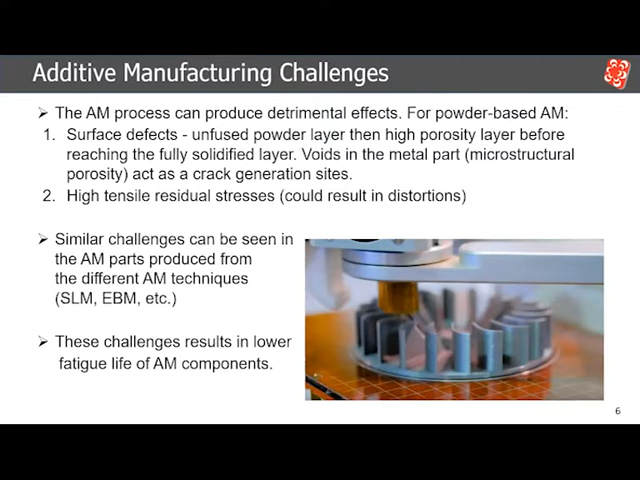 Additive Manufacturing Challenges
➢ The AM process can produce detrimental effects. For powder-based AM:
1. Surface defects - unfused powder layer then high porosity layer before
reaching the fully solidified layer. Voids in the metal part (microstructural
porosity) act as a crack generation sites.
2. High tensile residual stresses (could result in distortions)
➢ Similar challenges can be seen in
the AM parts produced from
the different AM techniques
(SLM, EBM, etc.)
➢ These challenges results in lower
fatigue life of AM components.
6